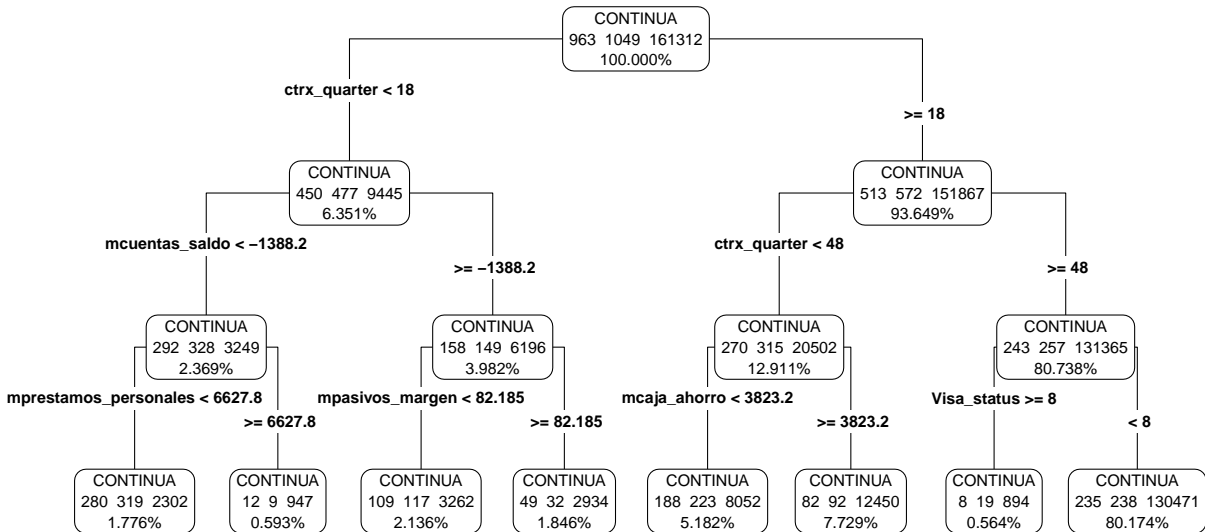 CONTINUA
963 1049 161312
100.000%
ctrx_quarter < 18
>= 18
CONTINUA
450 477 9445
6.351%
CONTINUA
513 572 151867
93.649%
mcuentas_saldo < −1388.2
>= −1388.2
ctrx_quarter < 48
>= 48
CONTINUA
292 328 3249
2.369%
CONTINUA
158 149 6196
3.982%
CONTINUA
270 315 20502
12.911%
CONTINUA
243 257 131365
80.738%
mprestamos_personales < 6627.8
>= 6627.8
mpasivos_margen < 82.185
>= 82.185
mcaja_ahorro < 3823.2
>= 3823.2
Visa_status >= 8
< 8
CONTINUA
280 319 2302
1.776%
CONTINUA
12 9 947
0.593%
CONTINUA
109 117 3262
2.136%
CONTINUA
49 32 2934
1.846%
CONTINUA
188 223 8052
5.182%
CONTINUA
82 92 12450
7.729%
CONTINUA
8 19 894
0.564%
CONTINUA
235 238 130471
80.174%